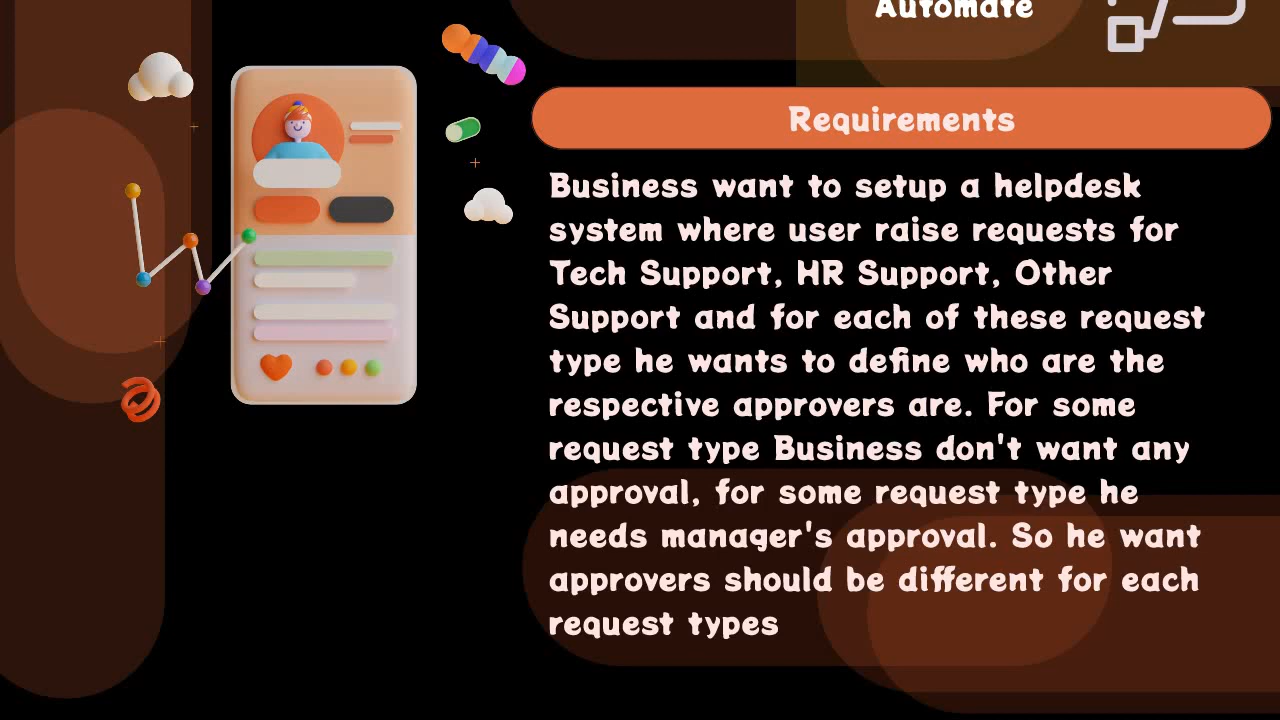 Automate
Requirements
Business want to setup a helpdesk
system where user raise requests for
Tech Support, HR Support, Other
Support and for each of these request
type he wants to define who are the
respective approvers are. For some
request type Business don't want any
approval, for some request type he
needs manager's approval. So he want
approvers should be different for each
request types